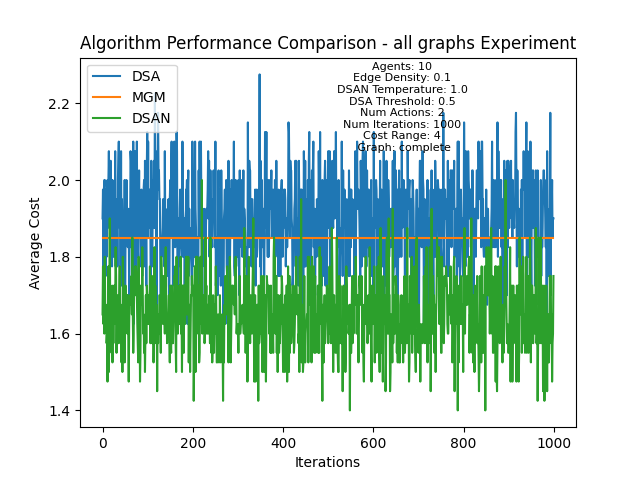 Algorithm Performance Comparison - all graphs Experiment
DSA
MGM
DSAN
Agents: 10
Edge Density: 0.1
DSAN Temperature: 1.0
DSA Threshold: 0.5
Num Actions: 2
Num Iterations: 1000
Cost Range: 4
Graph: complete
Average Cost
2.2
2.0
1.8
1.6
1.4
0
200
400
600
800
1000
Iterations